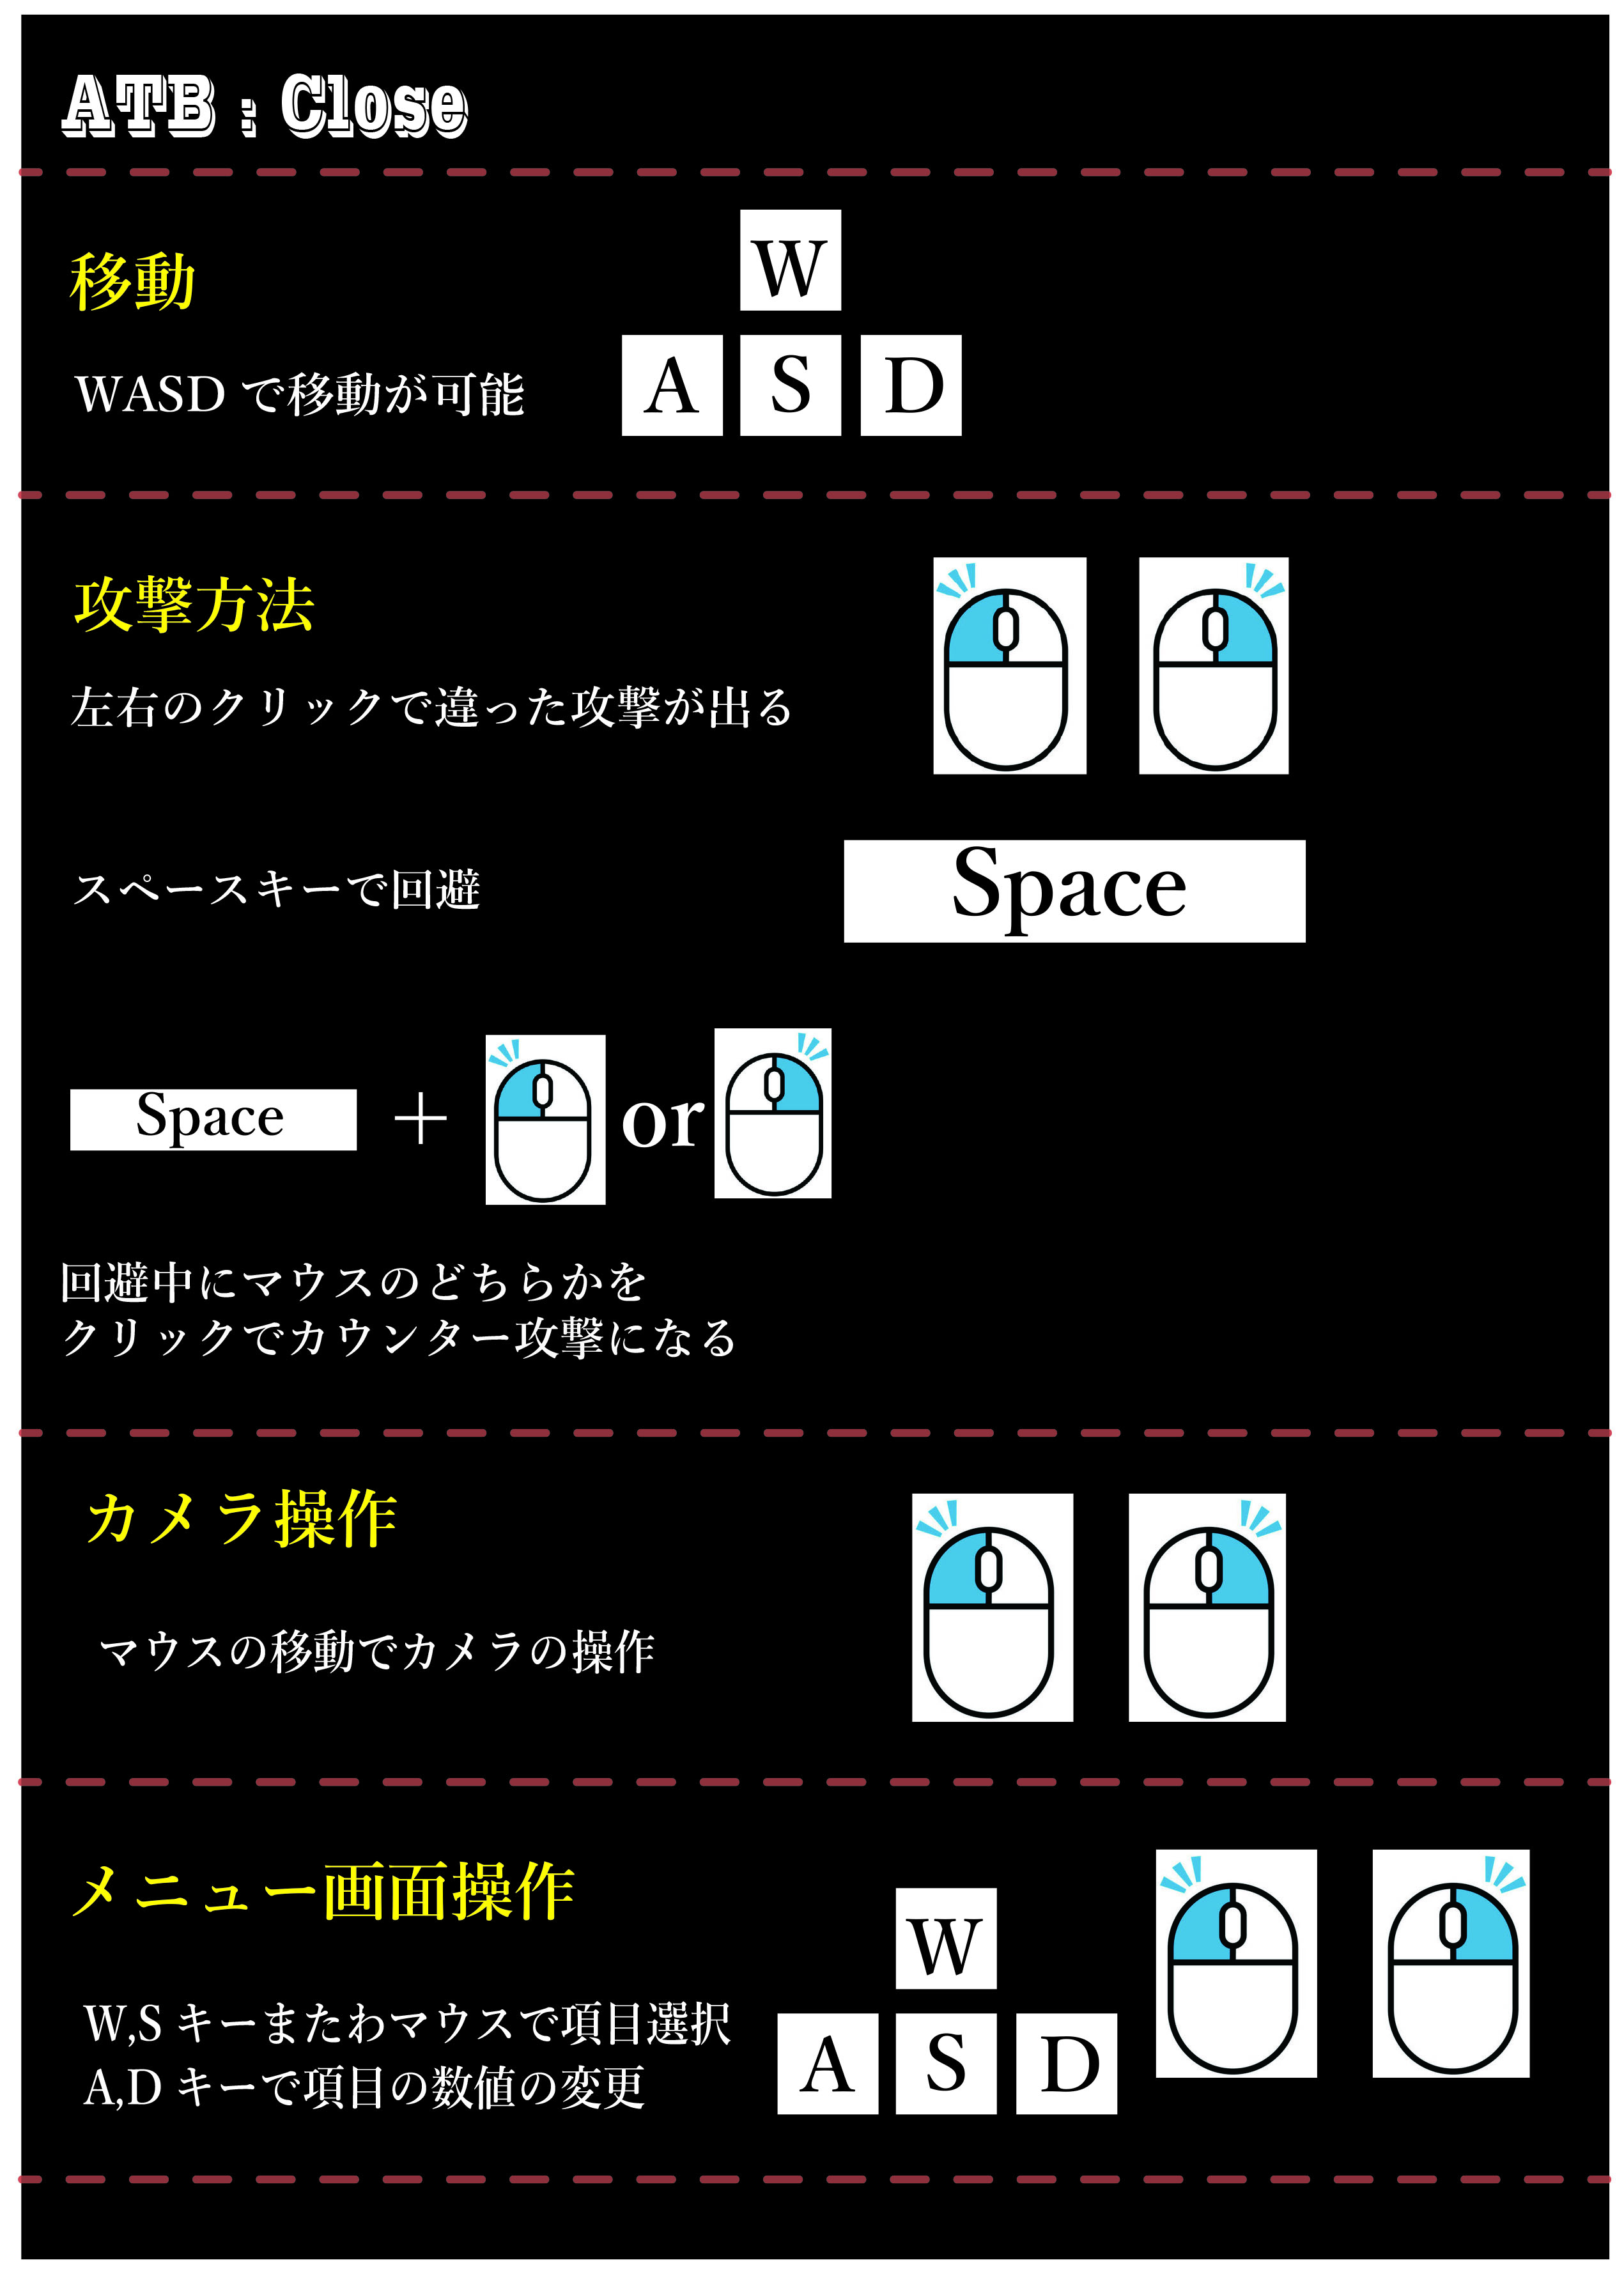 ATB : Close
移動
W
WASD で移動が可能
A S D
攻撃方法
左右のクリックで違った攻撃が出る
スペースキーで回避
Space
Space + or
回避中にマウスのどちらかを
クリックでカウンター攻撃になる
カメラ操作
マウスの移動でカメラの操作
メニュー画面操作
W
W,S キーまたわマウスで項目選択
A S D
A,D キーで項目の数値の変更